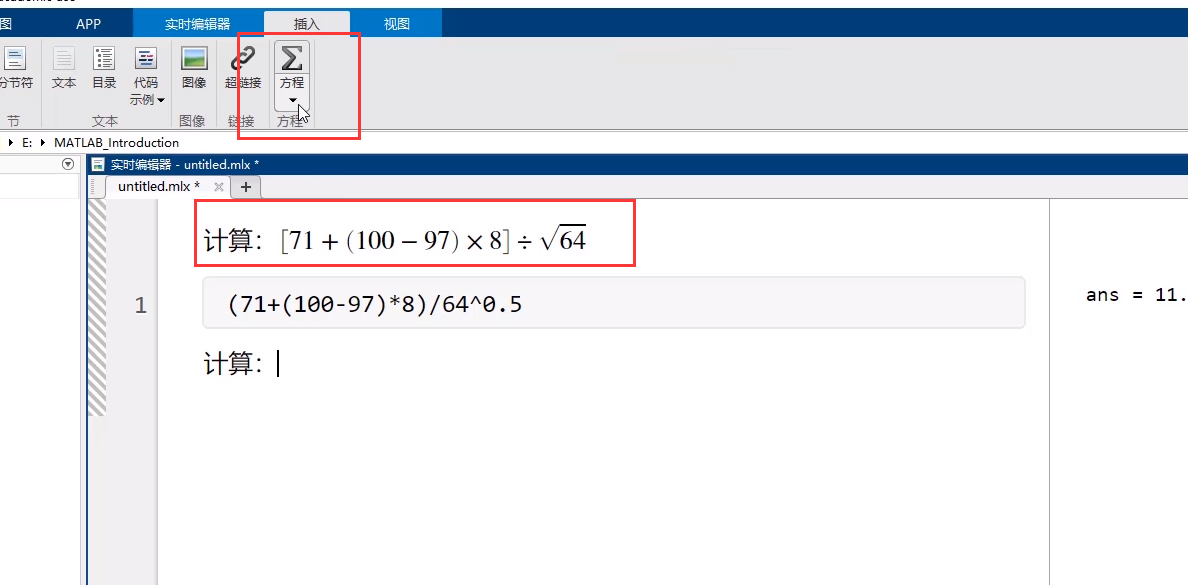 图 APP 实时编辑器 插入 视图
分节符 文本 目录 代码 示例 图像 超链接 方程
节 文本 图像 链接 方程
E: MATLAB_Introduction
实时编辑器 - untitled.mlx *
untitled.mlx * × +
计算：[71 + (100 − 97) × 8] ÷ √64
1 (71+(100-97)*8)/64^0.5
ans = 11.
计算：